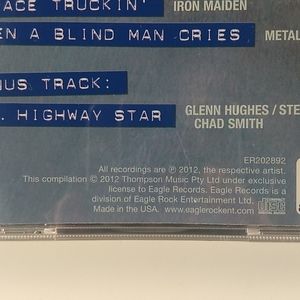 ACE TRUCKIN' IRON MAIDEN
EN A BLIND MAN CRIES METAL
NUS TRACK:
. HIGHWAY STAR GLENN HUGHES / STE
CHAD SMITH
ER202892
All recordings are ℗ 2012, the respective artist.
This compilation © 2012 Thompson Music Pty Ltd under exclusive
license to Eagle Records. Eagle Records is a
division of Eagle Rock Entertainment Ltd.
Made in the USA. www.eaglerockent.com